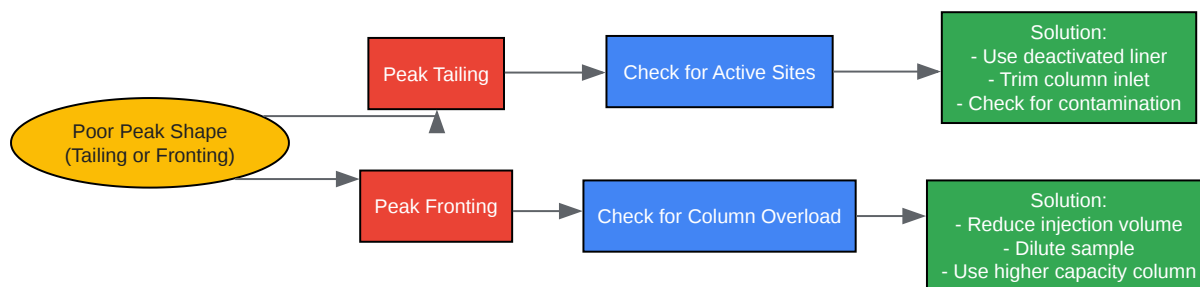 Poor Peak Shape
(Tailing or Fronting)
Peak Tailing
Check for Active Sites
Solution:
- Use deactivated liner
- Trim column inlet
- Check for contamination
Peak Fronting
Check for Column Overload
Solution:
- Reduce injection volume
- Dilute sample
- Use higher capacity column